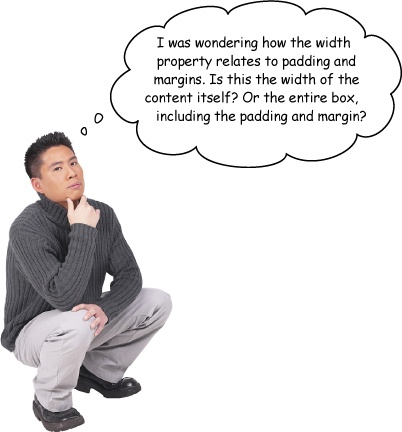 I was wondering how the width
property relates to padding and
margins. Is this the width of the
content itself? Or the entire box,
including the padding and margin?